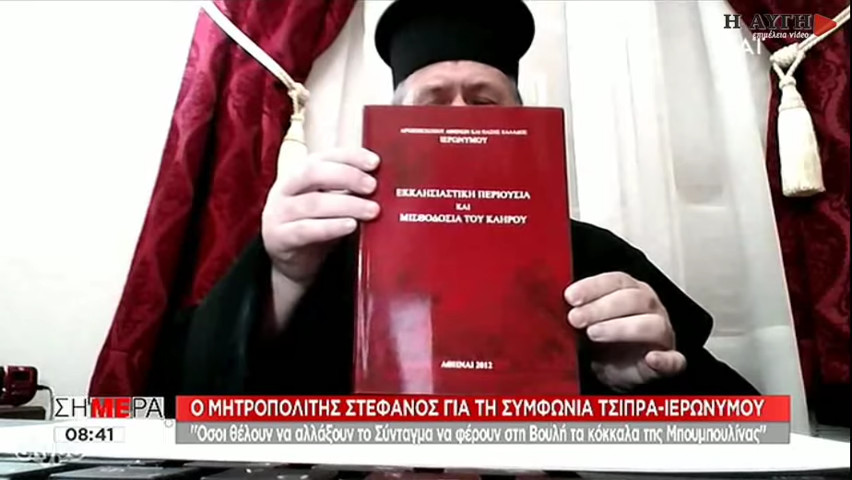 Η ΑΥΓΗ
επιμέλεια video
ΑΡΧΙΕΠΙΣΚΟΠΟΥ ΑΘΗΝΩΝ ΚΑΙ ΠΑΣΗΣ ΕΛΛΑΔΟΣ
ΙΕΡΩΝΥΜΟΥ
ΕΚΚΛΗΣΙΑΣΤΙΚΗ ΠΕΡΙΟΥΣΙΑ
ΚΑΙ
ΜΙΣΘΟΔΟΣΙΑ ΤΟΥ ΚΛΗΡΟΥ
ΑΘΗΝΑΙ 2012
ΣΗΜΕΡΑ
Ο ΜΗΤΡΟΠΟΛΙΤΗΣ ΣΤΕΦΑΝΟΣ ΓΙΑ ΤΗ ΣΥΜΦΩΝΙΑ ΤΣΙΠΡΑ-ΙΕΡΩΝΥΜΟΥ
08:41
"Όσοι θέλουν να αλλάξουν το Σύνταγμα να φέρουν στη Βουλή τα κόκκαλα της Μπουμπουλίνας"